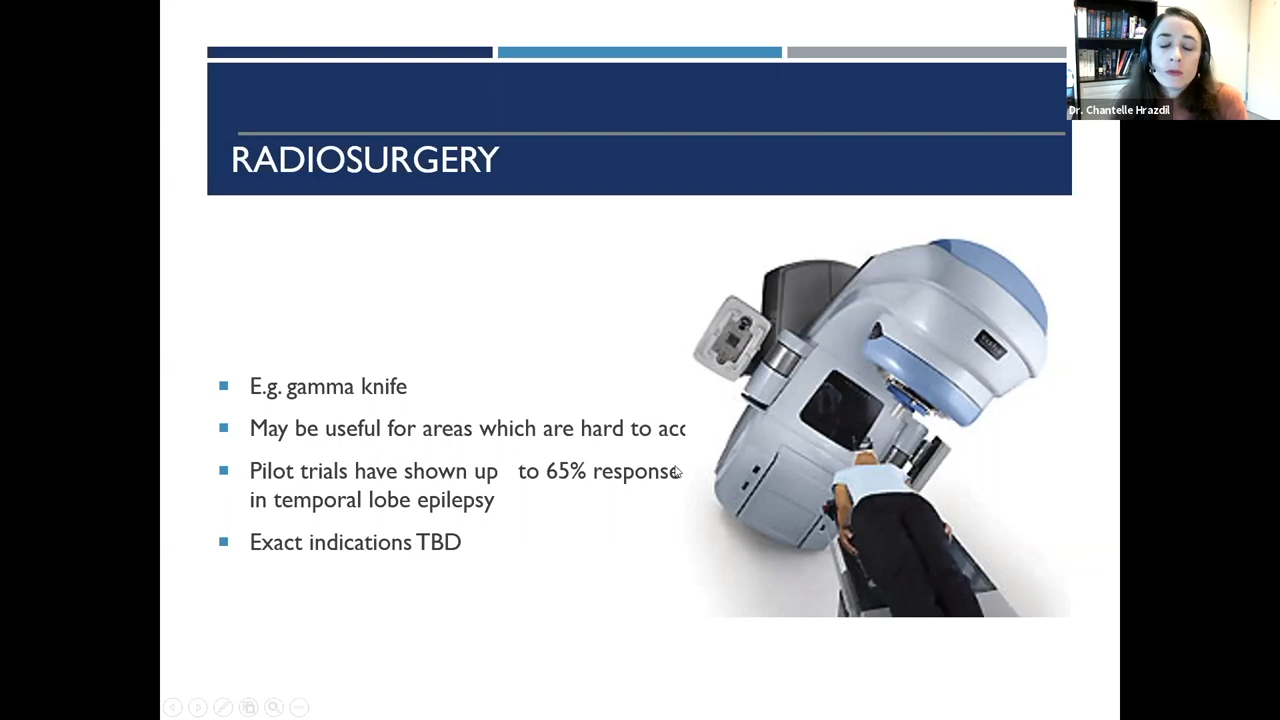 Dr. Chantelle Hrazdil
RADIOSURGERY
E.g. gamma knife
May be useful for areas which are hard to acc
Pilot trials have shown up to 65% response
in temporal lobe epilepsy
Exact indications TBD